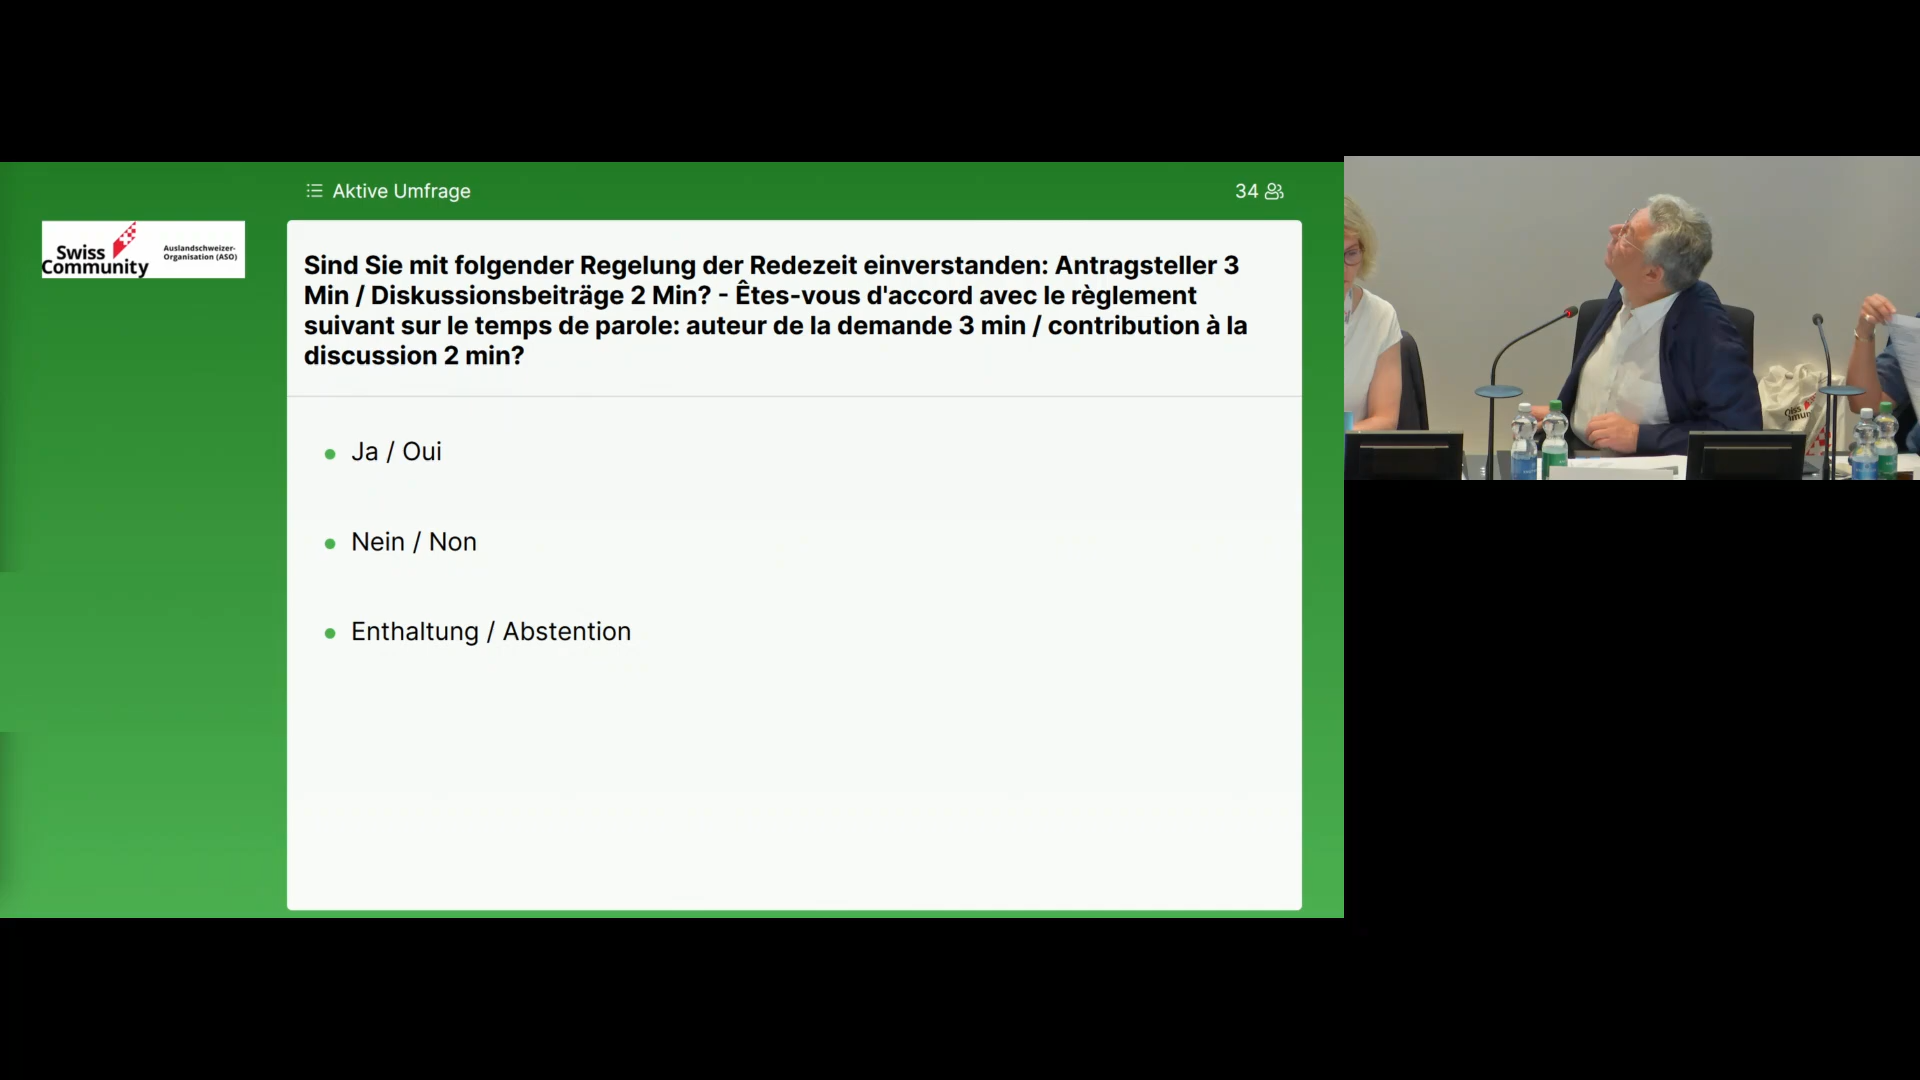 Aktive Umfrage
34
Swiss
Community
Auslandschweizer-
Organisation (ASO)
Sind Sie mit folgender Regelung der Redezeit einverstanden: Antragsteller 3
Min / Diskussionsbeiträge 2 Min? - Êtes-vous d'accord avec le règlement
suivant sur le temps de parole: auteur de la demande 3 min / contribution à la
discussion 2 min?
Ja / Oui
Nein / Non
Enthaltung / Abstention